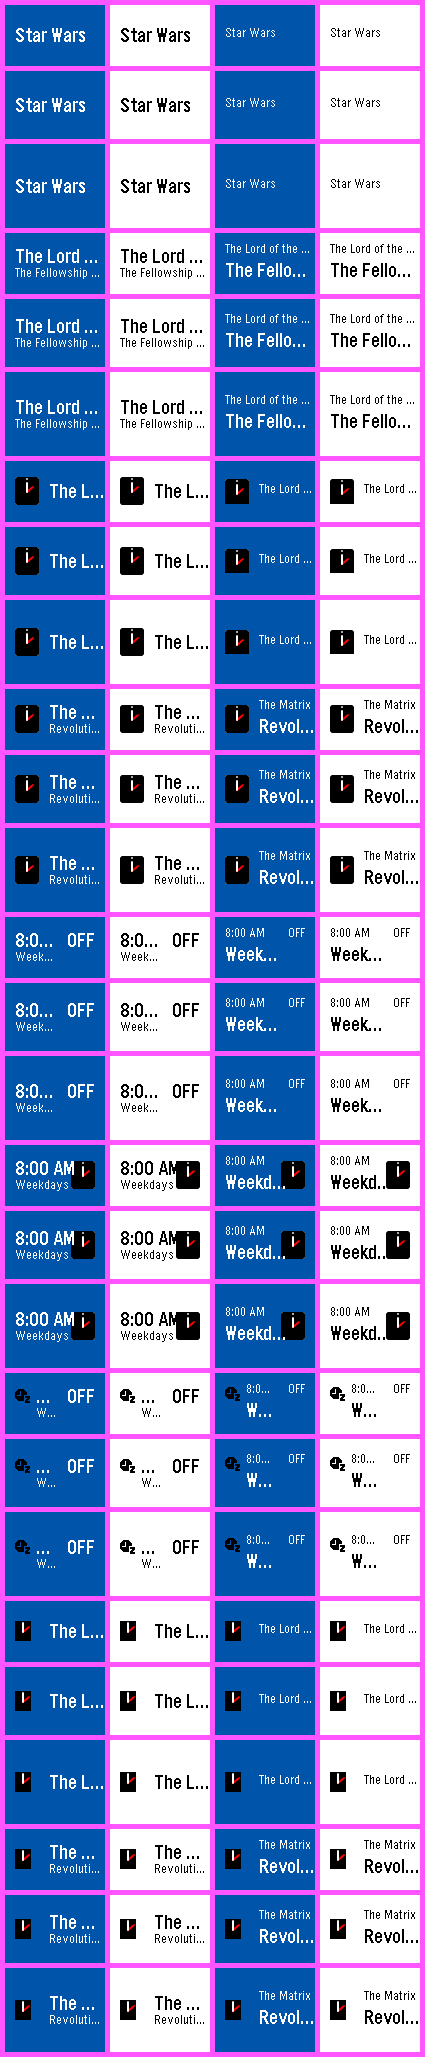 Star Wars Star Wars Star Wars Star Wars
Star Wars Star Wars Star Wars Star Wars
Star Wars Star Wars Star Wars Star Wars
The Lord ... The Lord ... The Lord of the ... The Lord of the ...
The Fellowship ... The Fellowship ... The Fello... The Fello...
The Lord ... The Lord ... The Lord of the ... The Lord of the ...
The Fellowship ... The Fellowship ... The Fello... The Fello...
The Lord ... The Lord ... The Lord of the ... The Lord of the ...
The Fellowship ... The Fellowship ... The Fello... The Fello...
The L... The L... The Lord ... The Lord ...
The L... The L... The Lord ... The Lord ...
The L... The L... The Lord ... The Lord ...
The ... The ... The Matrix The Matrix
Revoluti... Revoluti... Revol... Revol...
The ... The ... The Matrix The Matrix
Revoluti... Revoluti... Revol... Revol...
The ... The ... The Matrix The Matrix
Revoluti... Revoluti... Revol... Revol...
8:0... OFF 8:0... OFF 8:00 AM OFF 8:00 AM OFF
Week... Week... Week... Week...
8:0... OFF 8:0... OFF 8:00 AM OFF 8:00 AM OFF
Week... Week... Week... Week...
8:0... OFF 8:0... OFF 8:00 AM OFF 8:00 AM OFF
Week... Week... Week... Week...
8:00 AM 8:00 AM 8:00 AM 8:00 AM
Weekdays Weekdays Weekd... Weekd...
8:00 AM 8:00 AM 8:00 AM 8:00 AM
Weekdays Weekdays Weekd... Weekd...
8:00 AM 8:00 AM 8:00 AM 8:00 AM
Weekdays Weekdays Weekd... Weekd...
... OFF ... OFF 8:0... OFF 8:0... OFF
W... W... W... W...
... OFF ... OFF 8:0... OFF 8:0... OFF
W... W... W... W...
... OFF ... OFF 8:0... OFF 8:0... OFF
W... W... W... W...
The L... The L... The Lord ... The Lord ...
The L... The L... The Lord ... The Lord ...
The L... The L... The Lord ... The Lord ...
The ... The ... The Matrix The Matrix
Revoluti... Revoluti... Revol... Revol...
The ... The ... The Matrix The Matrix
Revoluti... Revoluti... Revol... Revol...
The ... The ... The Matrix The Matrix
Revoluti... Revoluti... Revol... Revol...